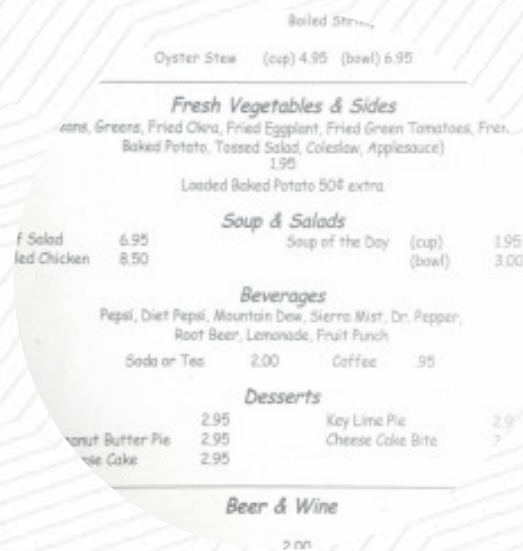 Boiled
Oyster Stew (cup) 4.95 (bowl) 6.95
Fresh Vegetables & Sides
Greens, Fried Okra, Fried Eggplant, Fried Green Tomatoes,
Baked Potato, Tossed Salad, Coleslaw, Applesauce)
1.95
Loaded Baked Potato 50¢ extra
Soup & Salads
f Salad 6.95 Soup of the Day (cup) 1.95
led Chicken 8.50 (bowl) 3.00
Beverages
Pepsi, Diet Pepsi, Mountain Dew, Sierra Mist, Dr. Pepper,
Root Beer, Lemonade, Fruit Punch
Soda or Tea 2.00 Coffee .95
Desserts
2.95 Key Lime Pie
anut Butter Pie 2.95 Cheese Cake Bite
Cake 2.95
Beer & Wine
2.00